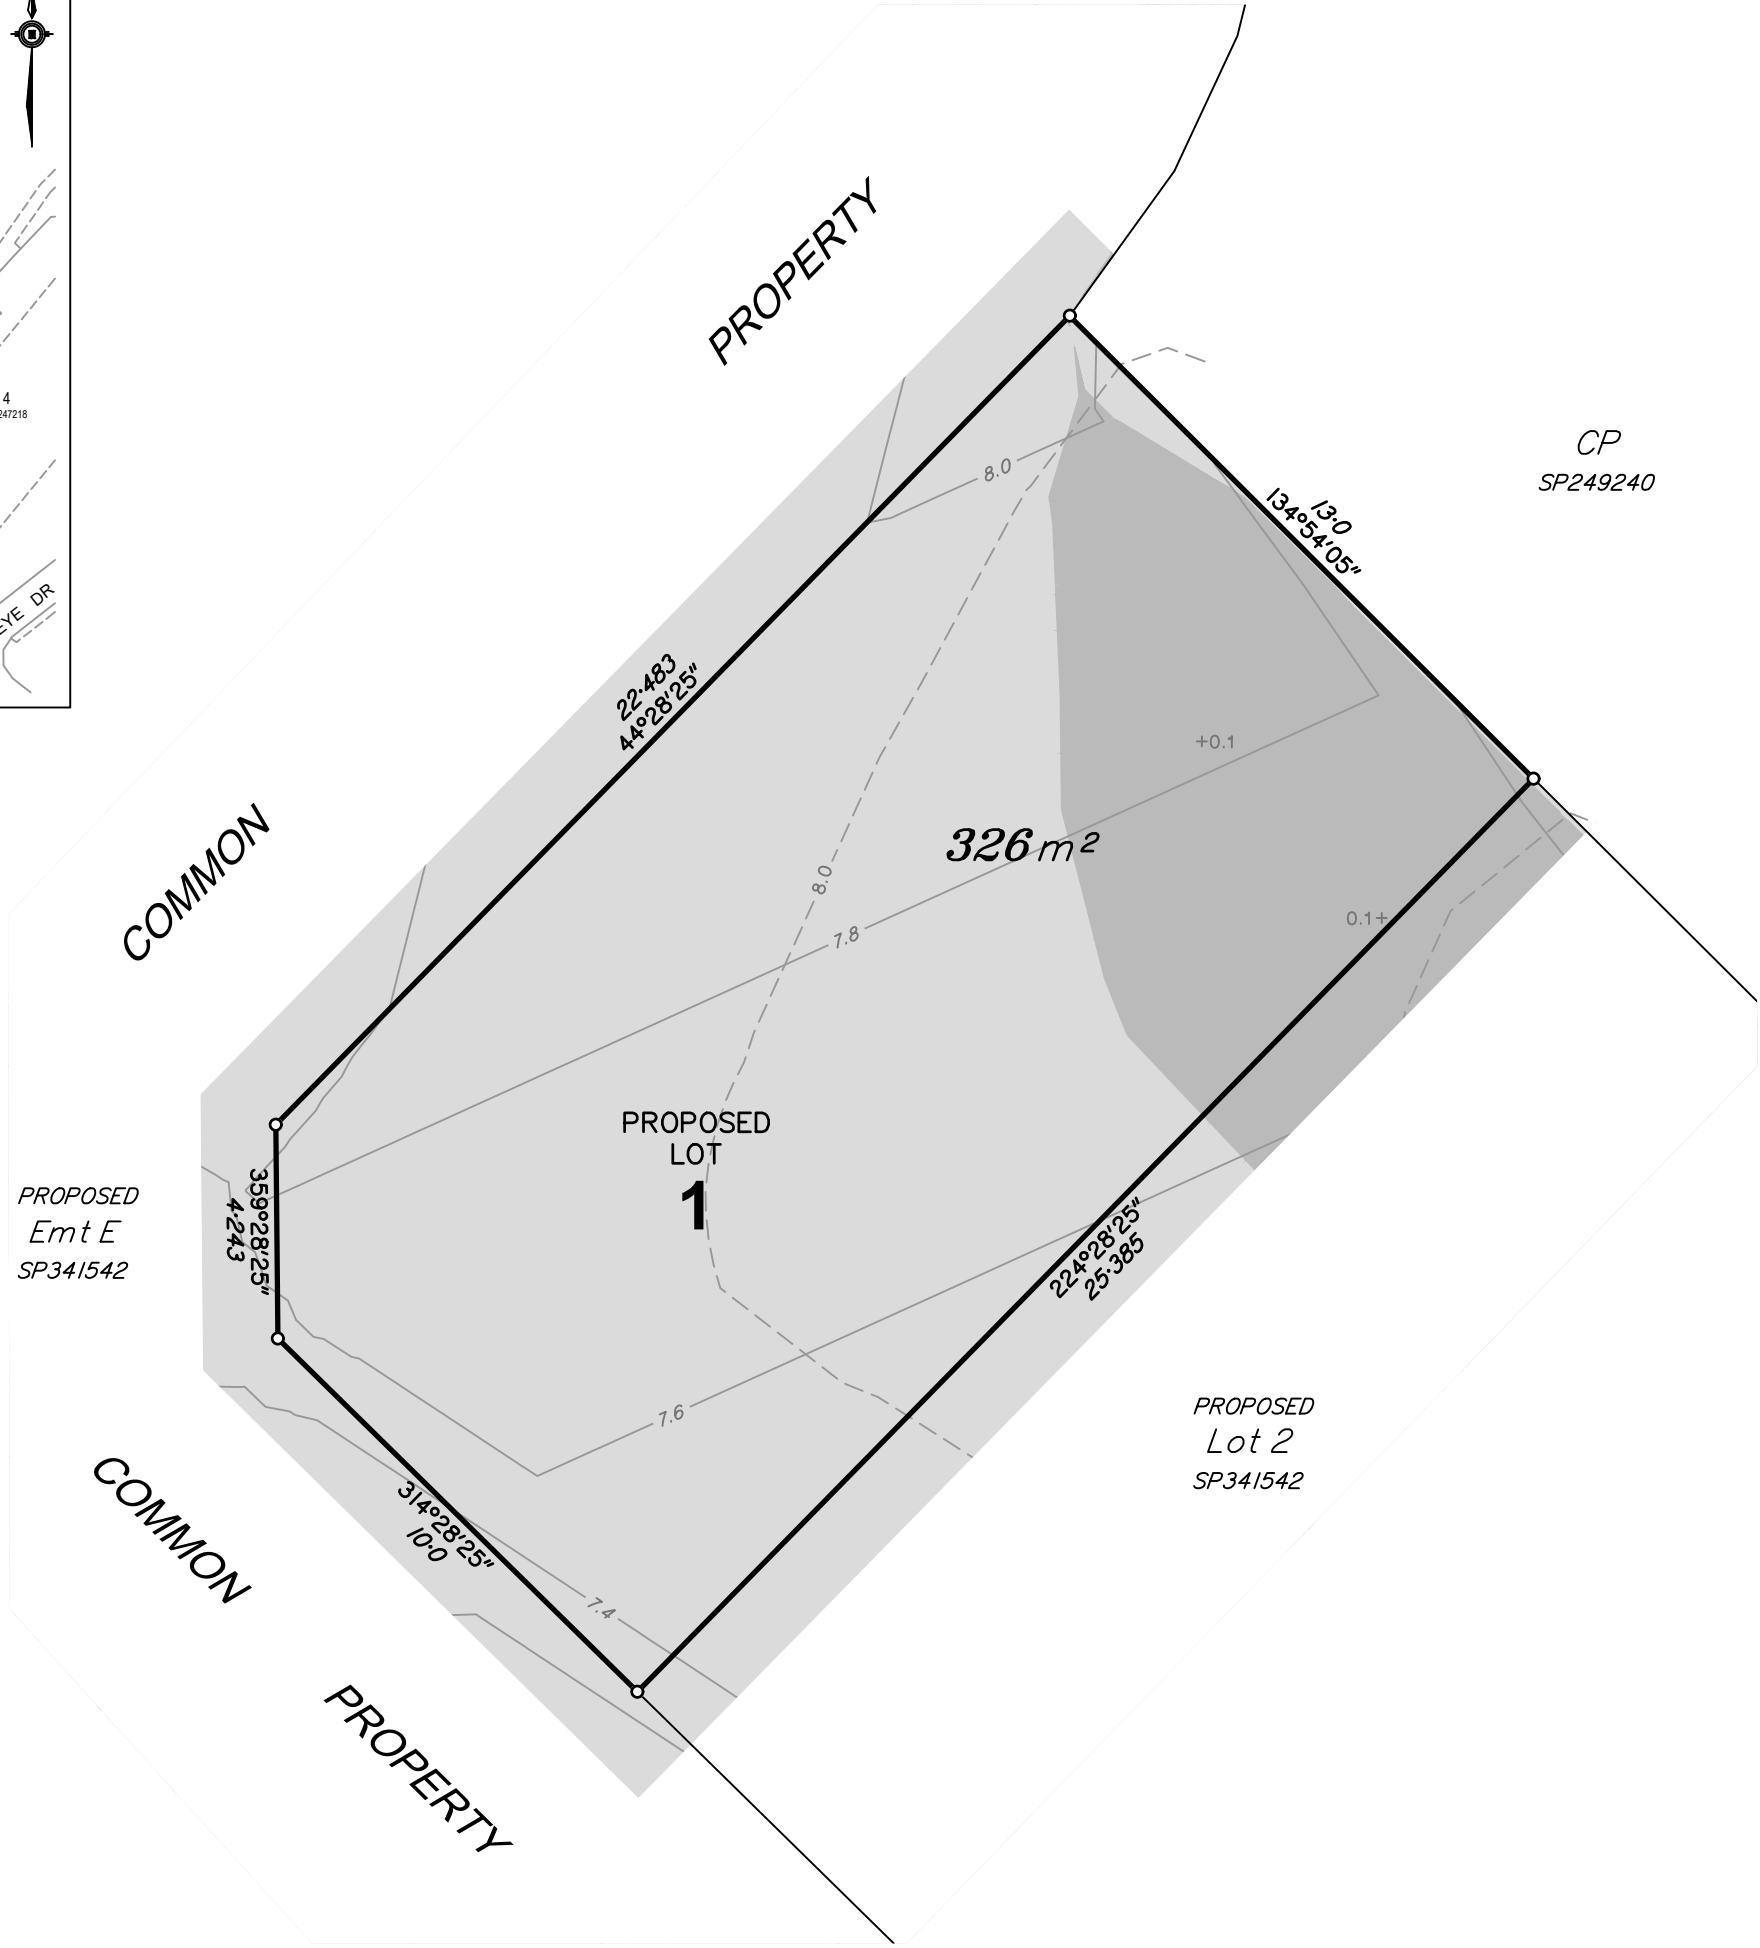 PROPERTY
4
247218
CP
SP249240
8.0
13·0
134°54'05"
EYE DR
22·483
44°28'25"
+0.1
326 m²
COMMON
8.0
0.1+
7.8
PROPOSED
LOT
1
359°28'25"
4·243
PROPOSED
Emt E
SP341542
224°28'25"
25·385
7.6
PROPOSED
Lot 2
SP341542
314°28'25"
10·0
COMMON
7.4
PROPERTY